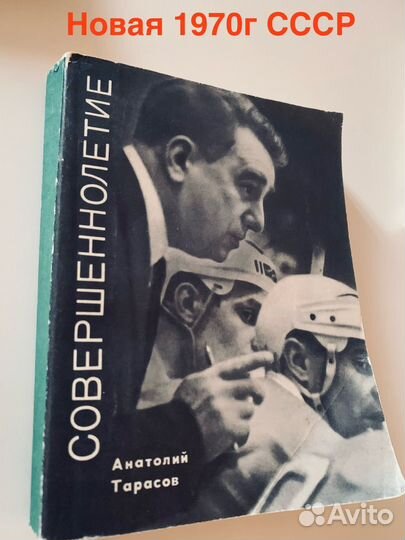 Новая 1970г СССР
СОВЕРШЕННОЛЕТИЕ
Анатолий
Тарасов
Avito